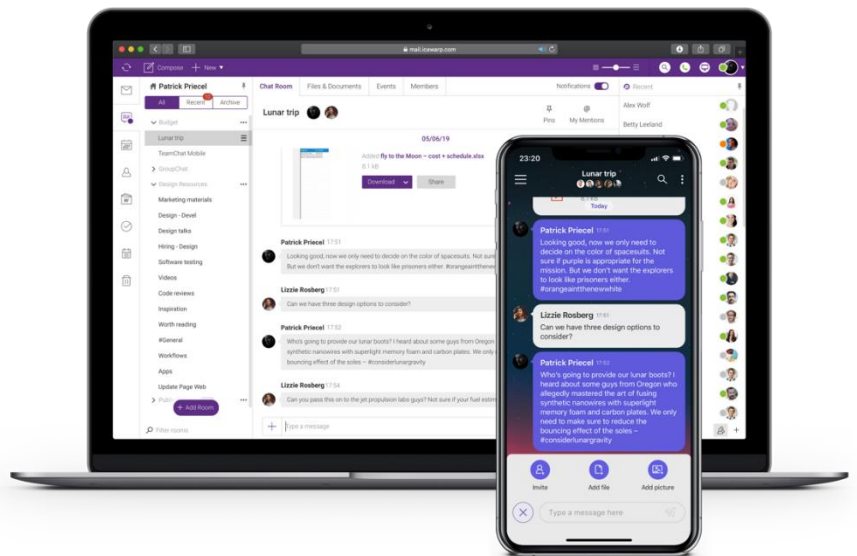 mail.icewarp.com
Compose
New
Patrick Priecel
All
Recent
Archive
Widget
Lunar trip
TeamChat Mobile
GroupChat
Design Resources
Marketing materials
Design - Devel
Design talks
Hiring - Design
Software testing
Videos
Code reviews
Inspiration
Worth reading
#General
Workflows
Apps
Update Page Web
+ Add Room
Filter rooms
Chat Room
Files & Documents
Events
Members
Notifications
Lunar trip
Pins
My Mentions
05/06/19
Added fly to the Moon – cost + schedule.xlsx
8.1 kB
Download
Share
Patrick Priecel 17:51
Looking good, now we only need to decide on the color of spacesuits. Not sure
But we don't want the explorers to look like prisoners either. #orangeaintthenew
Lizzie Rosberg 17:51
Can we have three design options to consider?
Patrick Priecel 17:52
Who's going to provide our lunar boots? I heard about some guys from Oregon
synthetic nanowires with superlight memory foam and carbon plates. We only
bouncing effect of the soles – #considerlunargravity
Lizzie Rosberg 17:54
Can you pass this on to the jet propulsion labs guys? Not sure if your fuel estim
Type a message
Recent
Alex Wolf
Betty Leeland
23:20
Lunar trip
Today
Patrick Priecel 17:51
Looking good, now we only need to
decide on the color of spacesuits. Not
sure if purple is appropriate for the
mission. But we don't want the explorers
to look like prisoners either.
#orangeaintthenewwhite
Lizzie Rosberg 17:51
Can we have three design options to
consider?
Patrick Priecel 17:52
Who's going to provide our lunar boots? I
heard about some guys from Oregon who
allegedly mastered the art of fusing
synthetic nanowires with superlight
memory foam and carbon plates. We only
need to make sure to reduce the
bouncing effect of the soles –
#considerlunargravity
Invite
Add file
Add picture
Type a message here